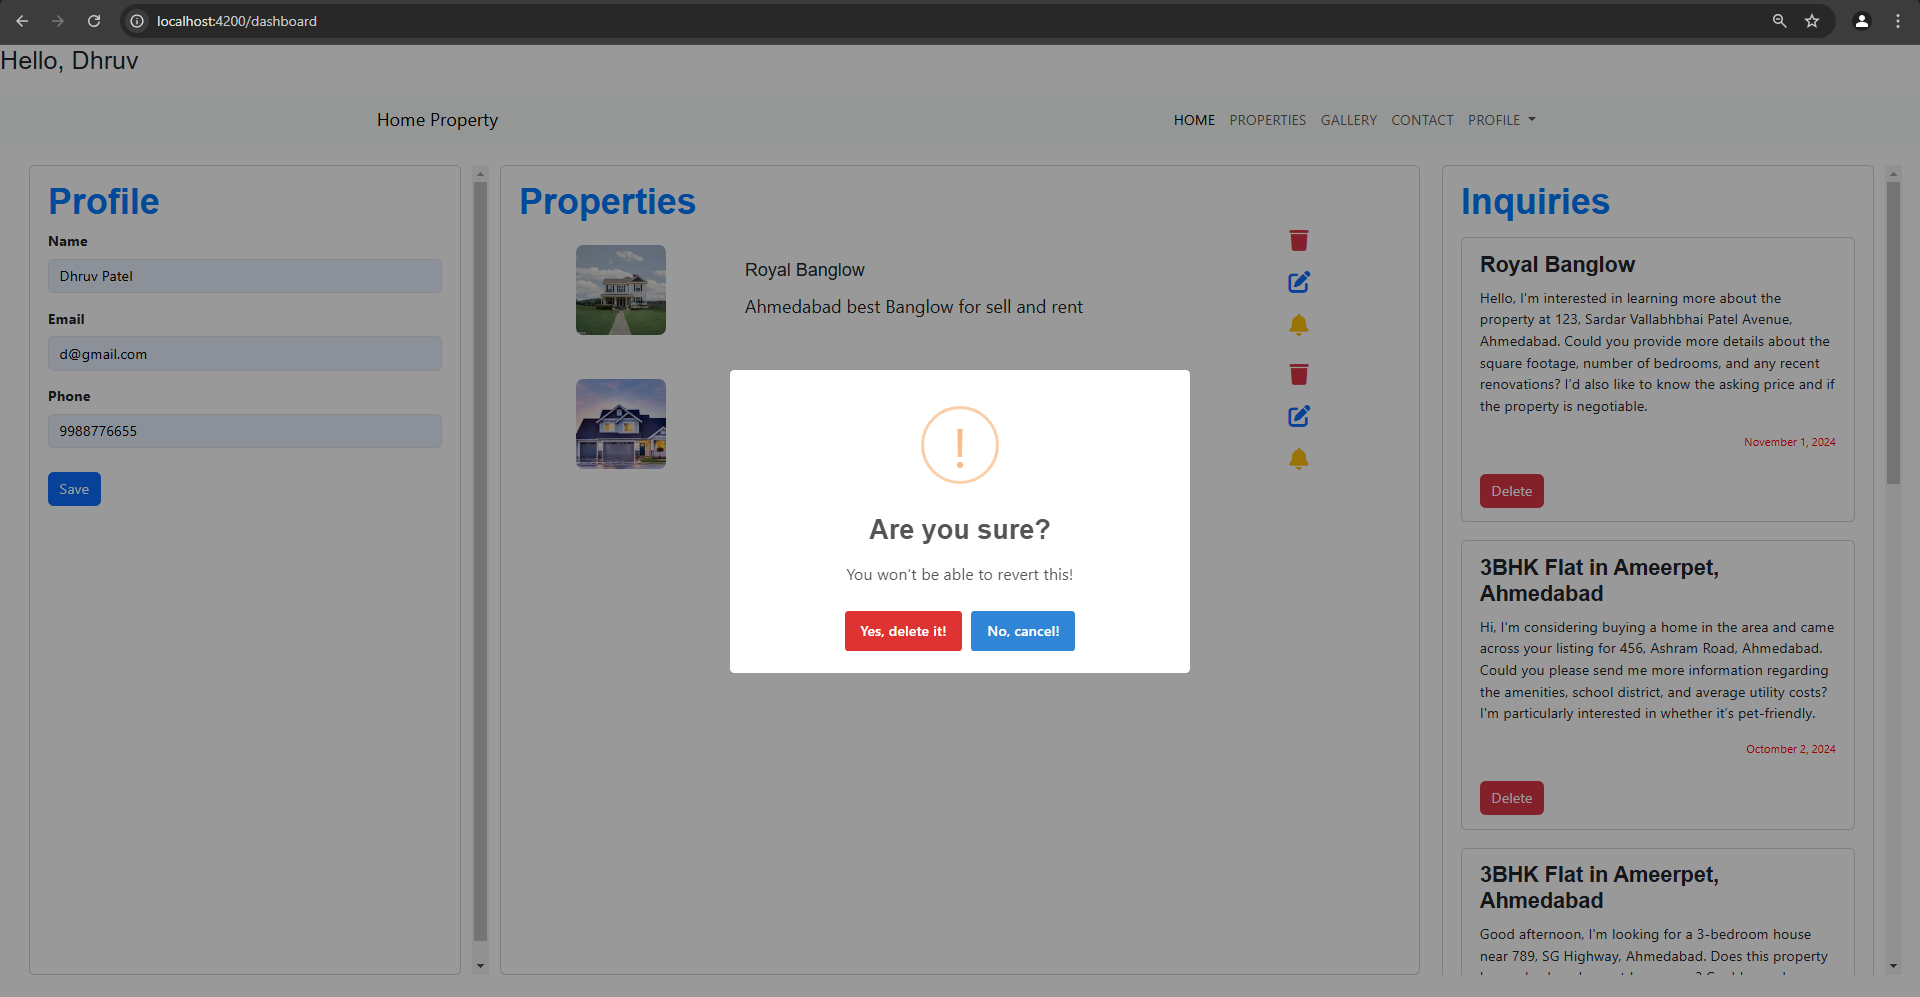 localhost:4200/dashboard
Hello, Dhruv
Home Property
HOME PROPERTIES GALLERY CONTACT PROFILE
Profile
Name
Dhruv Patel
Email
d@gmail.com
Phone
9988776655
Save
Properties
Royal Banglow
Ahmedabad best Banglow for sell and rent
Are you sure?
You won't be able to revert this!
Yes, delete it! No, cancel!
Inquiries
Royal Banglow
Hello, I'm interested in learning more about the
property at 123, Sardar Vallabhbhai Patel Avenue,
Ahmedabad. Could you provide more details about the
square footage, number of bedrooms, and any recent
renovations? I'd also like to know the asking price and if
the property is negotiable.
November 1, 2024
Delete
3BHK Flat in Ameerpet,
Ahmedabad
Hi, I'm considering buying a home in the area and came
across your listing for 456, Ashram Road, Ahmedabad.
Could you please send me more information regarding
the amenities, school district, and average utility costs?
I'm particularly interested in whether it's pet-friendly.
Octomber 2, 2024
Delete
3BHK Flat in Ameerpet,
Ahmedabad
Good afternoon, I'm looking for a 3-bedroom house
near 789, SG Highway, Ahmedabad. Does this property